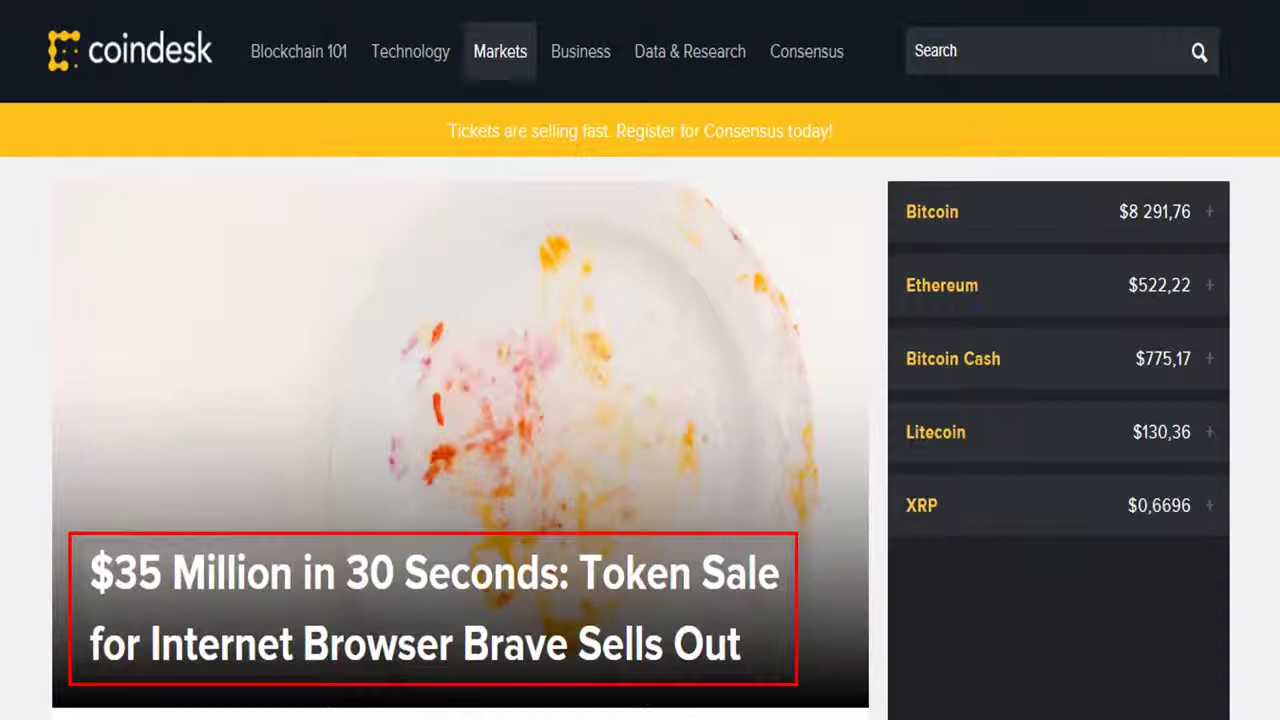 coindesk
Blockchain 101 Technology Markets Business Data & Research Consensus
Search
Tickets are selling fast. Register for Consensus today!
Bitcoin $8 291,76 +
Ethereum $522,22 +
Bitcoin Cash $775,17 +
Litecoin $130,36 +
XRP $0,6696 +
$35 Million in 30 Seconds: Token Sale
for Internet Browser Brave Sells Out